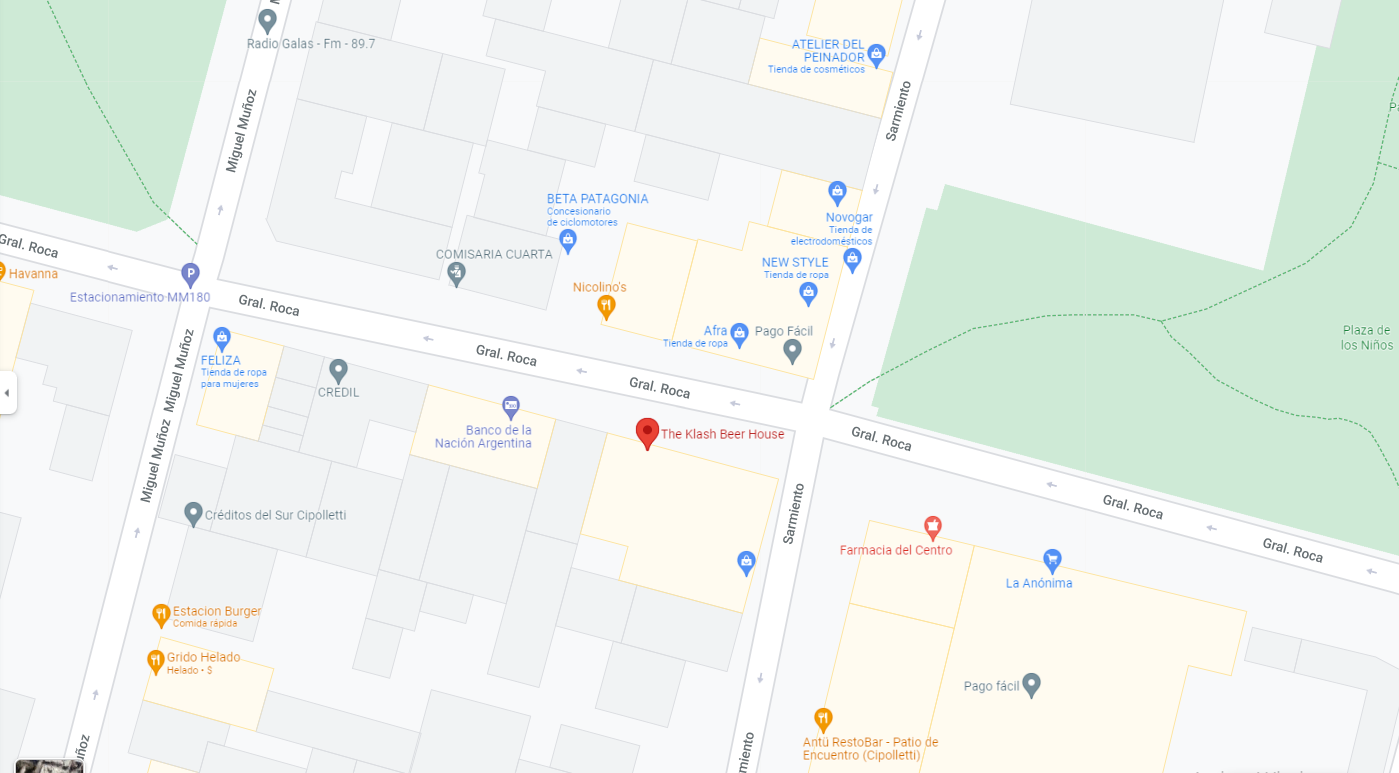 Radio Galas - Fm - 89.7
ATELIER DEL
PEINADOR
Tienda de cosméticos
Miguel Muñoz
Sarmiento
BETA PATAGONIA
Concesionario
de ciclomotores
Novogar
Tienda de
electrodomésticos
Gral. Roca
COMISARIA CUARTA
NEW STYLE
Tienda de ropa
Havanna
P
Estacionamiento MM180
Nicolino's
Gral. Roca
Afra
Tienda de ropa
Pago Fácil
Plaza de
los Niños
FELIZA
Tienda de ropa
para mujeres
Miguel Muñoz
Gral. Roca
CREDIL
Gral. Roca
Banco de la
Nación Argentina
The Klash Beer House
Gral. Roca
Miguel Muñoz
Créditos del Sur Cipolletti
Sarmiento
Gral. Roca
Farmacia del Centro
Gral. Roca
La Anónima
Estacion Burger
Comida rápida
Grido Helado
Helado • $
Pago fácil
Antü RestoBar - Patio de
Encuentro (Cipolletti)